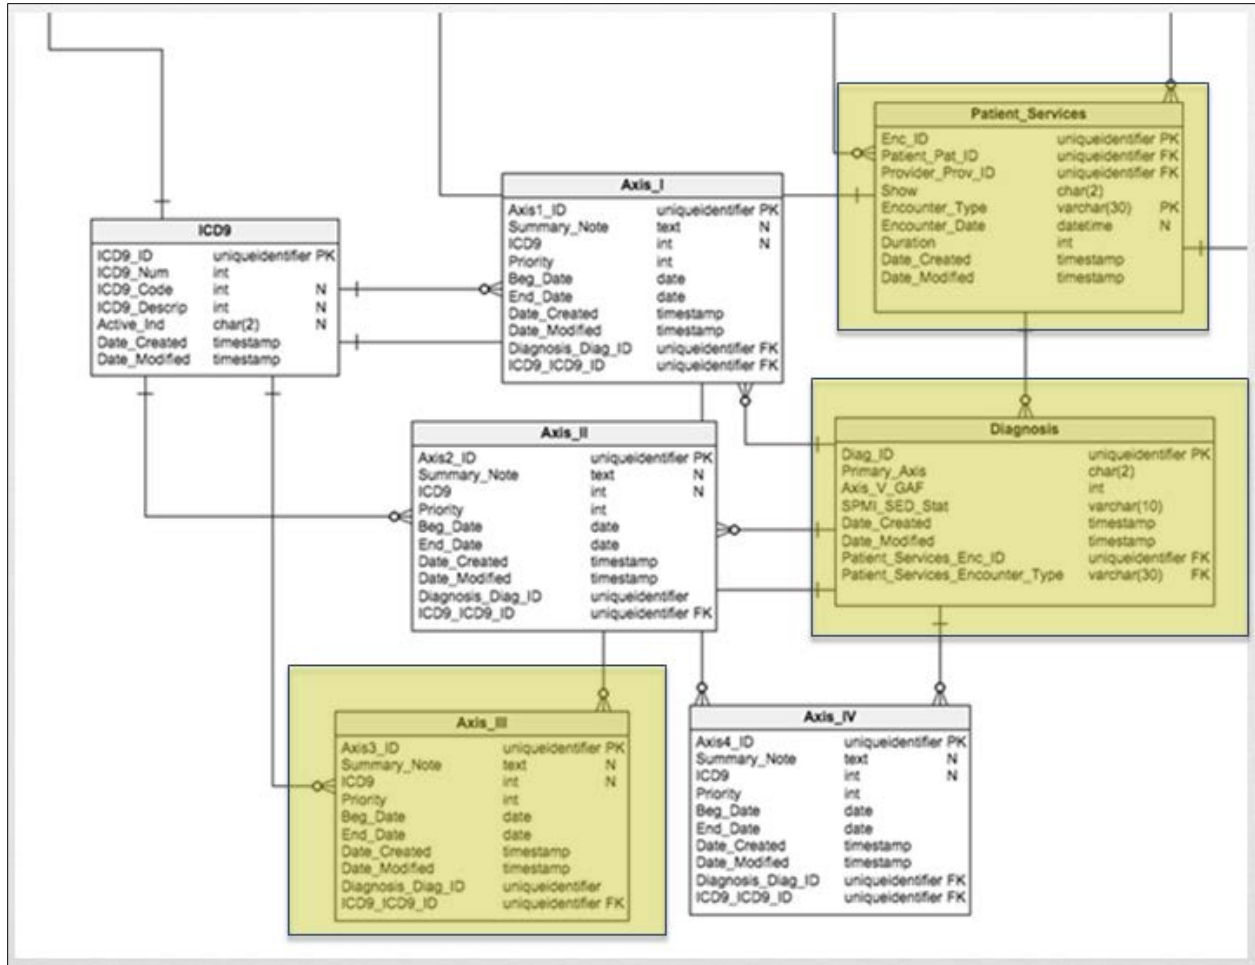 Patient_Services
Enc_ID uniqueidentifier PK
Patient_Pat_ID uniqueidentifier FK
Provider_Prov_ID uniqueidentifier FK
Show char(2)
Encounter_Type varchar(30) PK
Encounter_Date datetime N
Duration int
Date_Created timestamp
Date_Modified timestamp
Axis_I
Axis1_ID uniqueidentifier PK
Summary_Note text N
ICD9 int N
Priority int
Beg_Date date
End_Date date
Date_Created timestamp
Date_Modified timestamp
Diagnosis_Diag_ID uniqueidentifier FK
ICD9_ICD9_ID uniqueidentifier FK
ICD9
ICD9_ID uniqueidentifier PK
ICD9_Num int
ICD9_Code int N
ICD9_Descrip int N
Active_Ind char(2) N
Date_Created timestamp
Date_Modified timestamp
Axis_II
Axis2_ID uniqueidentifier PK
Summary_Note text N
ICD9 int N
Priority int
Beg_Date date
End_Date date
Date_Created timestamp
Date_Modified timestamp
Diagnosis_Diag_ID uniqueidentifier
ICD9_ICD9_ID uniqueidentifier FK
Diagnosis
Diag_ID uniqueidentifier PK
Primary_Axis char(2)
Axis_V_GAF int
SPMI_SED_Stat varchar(10)
Date_Created timestamp
Date_Modified timestamp
Patient_Services_Enc_ID uniqueidentifier FK
Patient_Services_Encounter_Type varchar(30) FK
Axis_III
Axis3_ID uniqueidentifier PK
Summary_Note text N
ICD9 int N
Priority int
Beg_Date date
End_Date date
Date_Created timestamp
Date_Modified timestamp
Diagnosis_Diag_ID uniqueidentifier
ICD9_ICD9_ID uniqueidentifier FK
Axis_IV
Axis4_ID uniqueidentifier PK
Summary_Note text N
ICD9 int N
Priority int
Beg_Date date
End_Date date
Date_Created timestamp
Date_Modified timestamp
Diagnosis_Diag_ID uniqueidentifier FK
ICD9_ICD9_ID uniqueidentifier FK